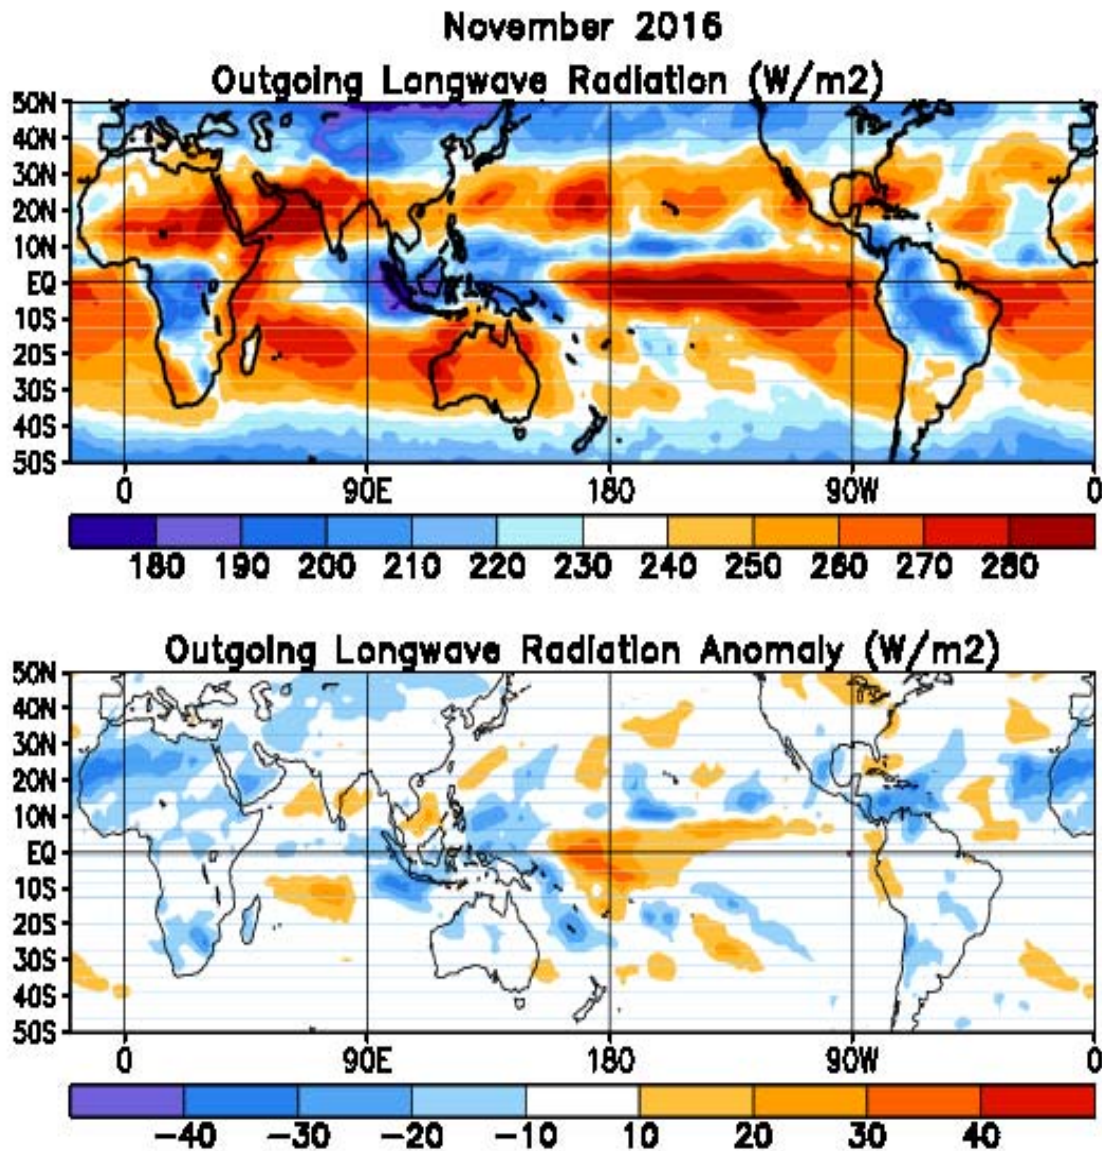 November 2016
Outgoing Longwave Radiation (W/m2)
50N
40N
30N
20N
10N
EQ
10S
20S
30S
40S
50S
0 90E 180 90W 0
180 190 200 210 220 230 240 250 260 270 280
Outgoing Longwave Radiation Anomaly (W/m2)
50N
40N
30N
20N
10N
EQ
10S
20S
30S
40S
50S
0 90E 180 90W 0
-40 -30 -20 -10 10 20 30 40